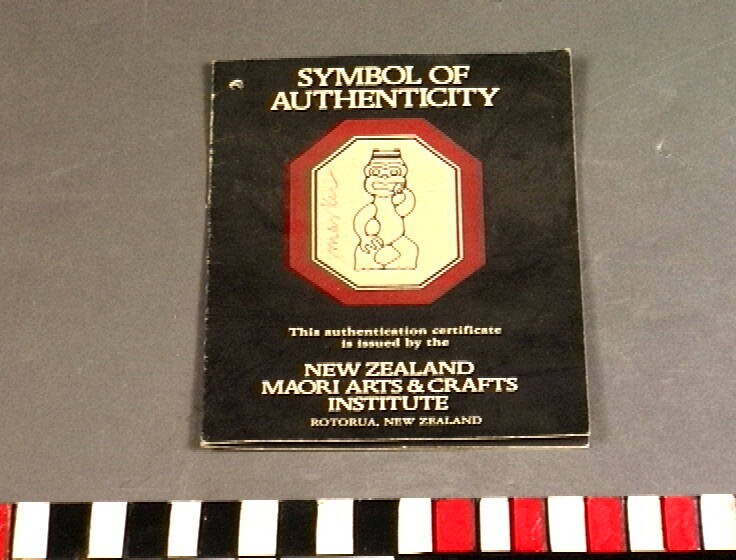 SYMBOL OF
AUTHENTICITY
This authentication certificate
is issued by the
NEW ZEALAND
MAORI ARTS & CRAFTS
INSTITUTE
ROTORUA, NEW ZEALAND